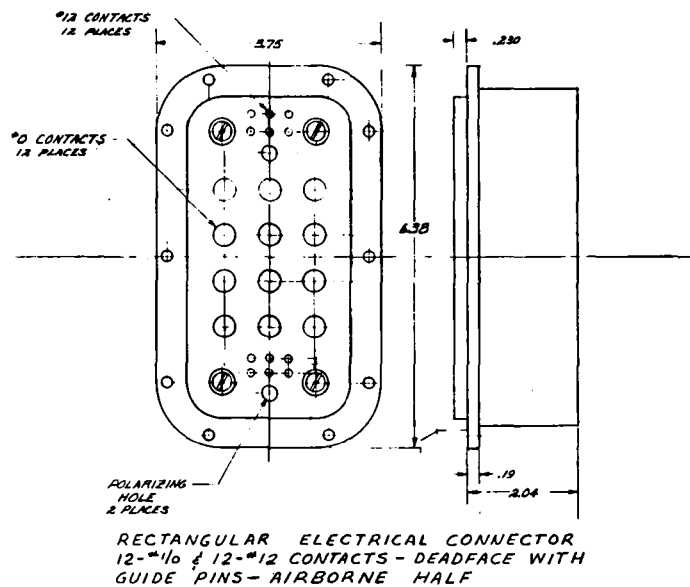 #12 CONTACTS
12 PLACES
3.75
.230
#0 CONTACTS
12 PLACES
6.38
POLARIZING
HOLE
2 PLACES
.19
2.04
RECTANGULAR ELECTRICAL CONNECTOR
12-#1/0 & 12-#12 CONTACTS - DEADFACE WITH
GUIDE PINS - AIRBORNE HALF